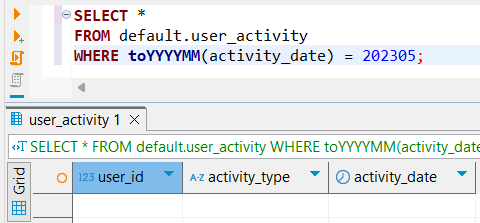 SELECT *
FROM default.user_activity
WHERE toYYYYMM(activity_date) = 202305;
user_activity 1
SELECT * FROM default.user_activity WHERE toYYYYMM(activity_date
Grid
123 user_id A-Z activity_type activity_date